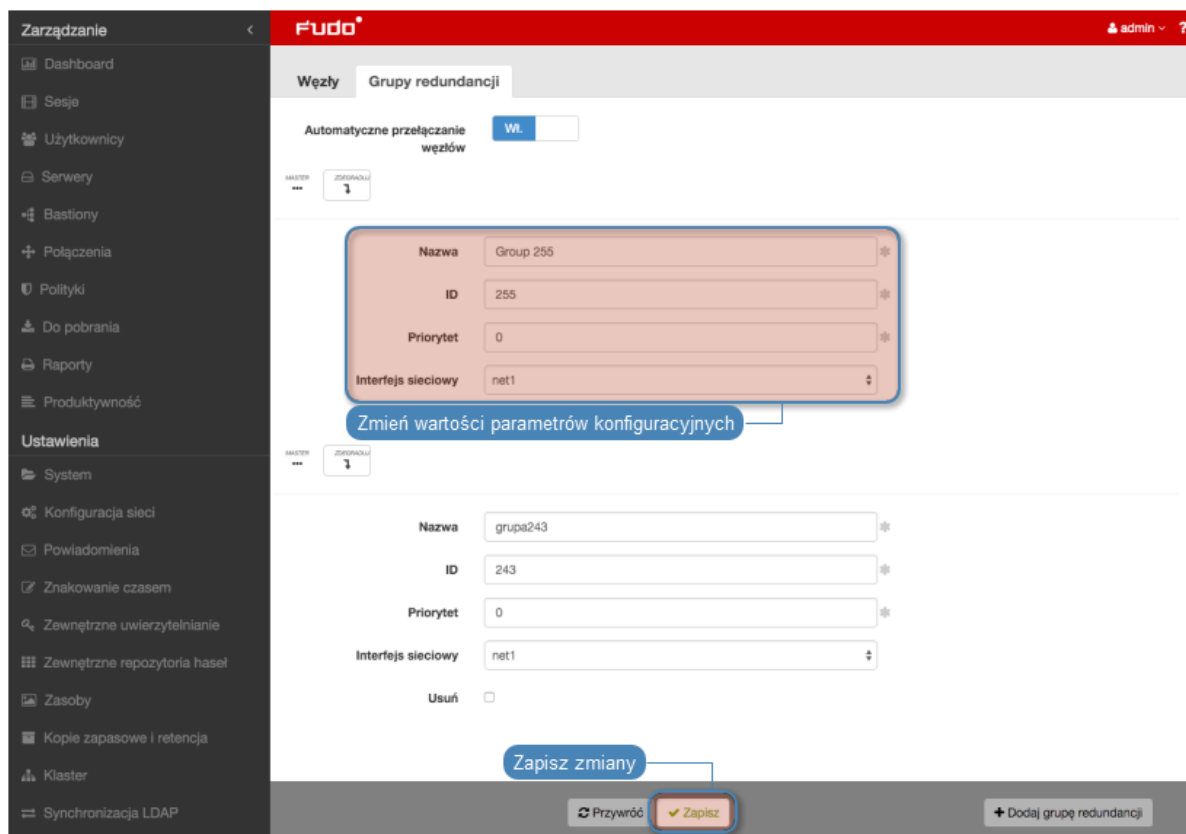 Zarządzanie
Fudo
admin
?
Dashboard
Sesje
Użytkownicy
Serwery
Bastiony
Połączenia
Polityki
Do pobrania
Raporty
Produktywność
Ustawienia
System
Konfiguracja sieci
Powiadomienia
Znakowanie czasem
Zewnętrzne uwierzytelnianie
Zewnętrzne repozytoria haseł
Zasoby
Kopie zapasowe i retencja
Klaster
Synchronizacja LDAP
Węzły Grupy redundancji
Automatyczne przełączanie
węzłów
WŁ.
MASTER ZDEGRADUJ
Nazwa Group 255
ID 255
Priorytet 0
Interfejs sieciowy net1
Zmień wartości parametrów konfiguracyjnych
MASTER ZDEGRADUJ
Nazwa grupa243
ID 243
Priorytet 0
Interfejs sieciowy net1
Usuń
Zapisz zmiany
Przywróć Zapisz + Dodaj grupę redundancji